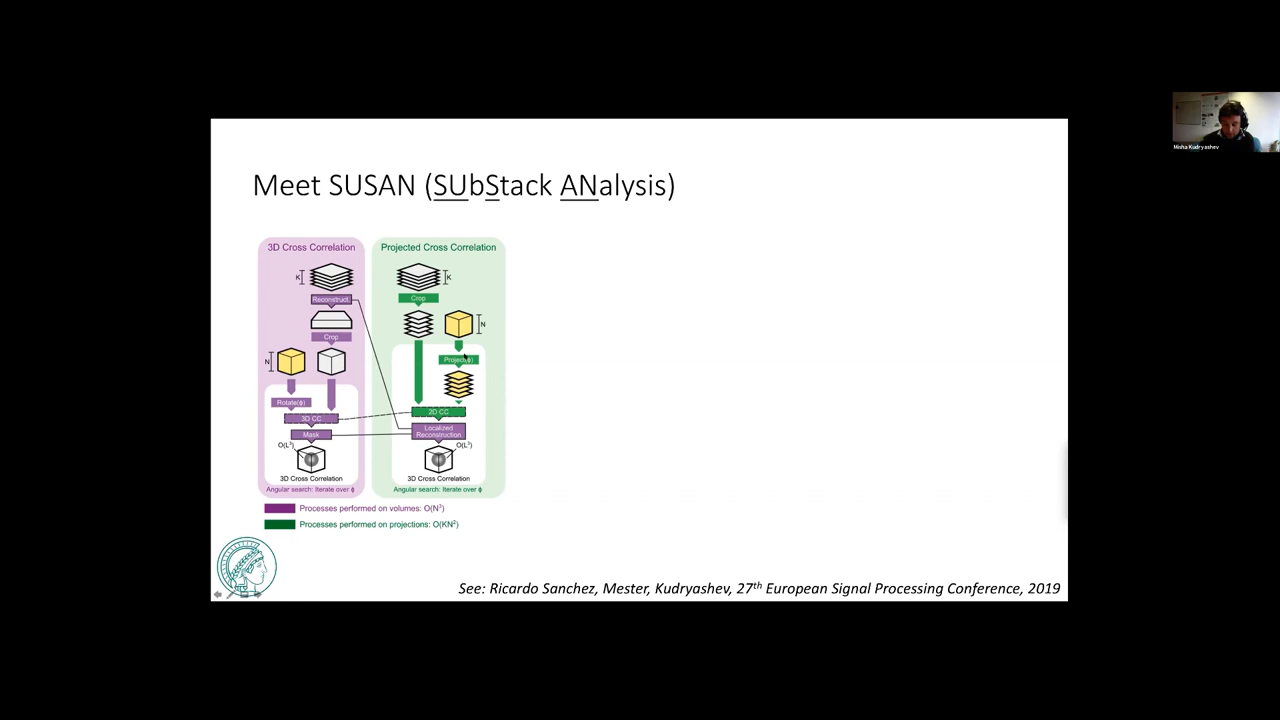 Meet SUSAN (SUbStack ANalysis)
3D Cross Correlation
K
Reconstruct.
Crop
N
Rotate(ϕ)
3D CC
Mask
O(L³)
3D Cross Correlation
Angular search: Iterate over ϕ
Projected Cross Correlation
K
Crop
N
Project(ϕ)
2D CC
Localized
Reconstruction
O(L³)
3D Cross Correlation
Angular search: Iterate over ϕ
Processes performed on volumes: O(N³)
Processes performed on projections: O(KN²)
See: Ricardo Sanchez, Mester, Kudryashev, 27th European Signal Processing Conference, 2019
Misha Kudryashev